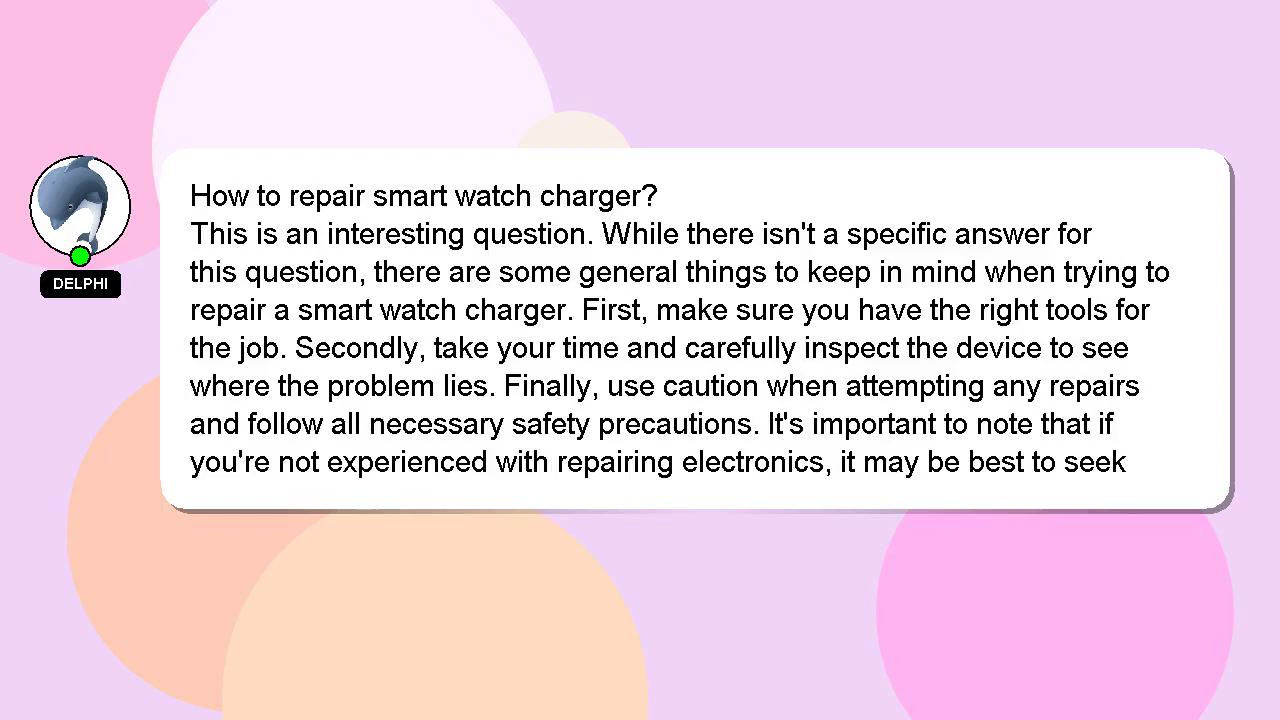 How to repair smart watch charger?
This is an interesting question. While there isn't a specific answer for
this question, there are some general things to keep in mind when trying to
repair a smart watch charger. First, make sure you have the right tools for
the job. Secondly, take your time and carefully inspect the device to see
where the problem lies. Finally, use caution when attempting any repairs
and follow all necessary safety precautions. It's important to note that if
you're not experienced with repairing electronics, it may be best to seek
DELPHI